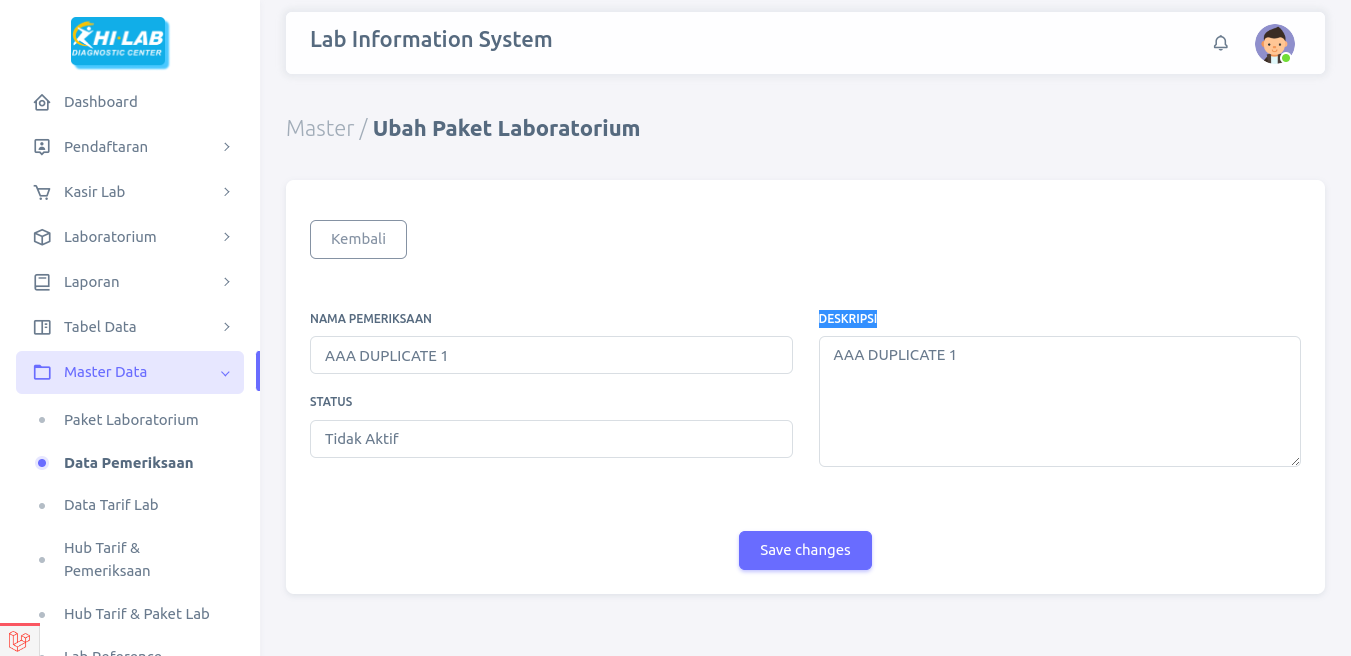 KHI-LAB
DIAGNOSTIC CENTER
Dashboard
Pendaftaran
Kasir Lab
Laboratorium
Laporan
Tabel Data
Master Data
Paket Laboratorium
Data Pemeriksaan
Data Tarif Lab
Hub Tarif &
Pemeriksaan
Hub Tarif & Paket Lab
Lab Reference
Lab Information System
Master / Ubah Paket Laboratorium
Kembali
NAMA PEMERIKSAAN
AAA DUPLICATE 1
STATUS
Tidak Aktif
DESKRIPSI
AAA DUPLICATE 1
Save changes